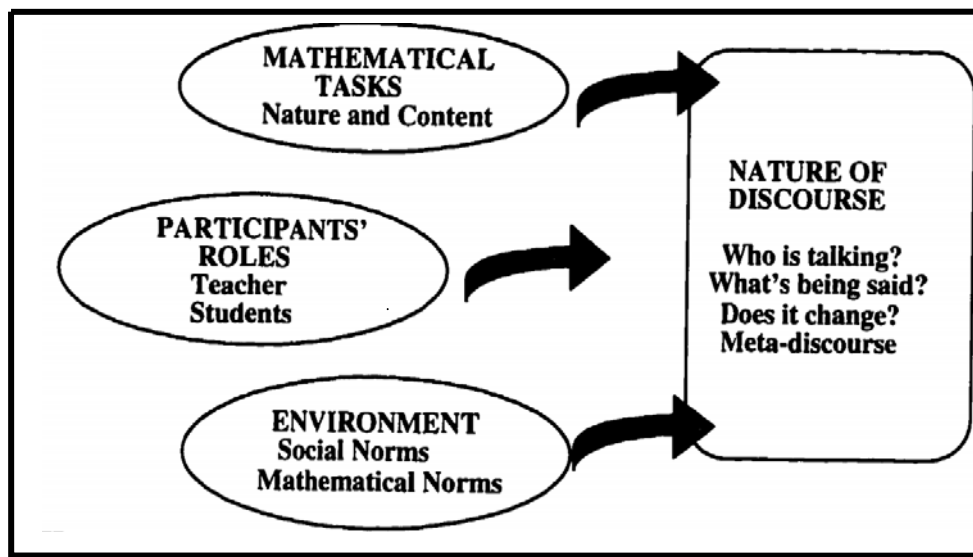 MATHEMATICAL
TASKS
Nature and Content
PARTICIPANTS’
ROLES
Teacher
Students
ENVIRONMENT
Social Norms
Mathematical Norms
NATURE OF
DISCOURSE
Who is talking?
What’s being said?
Does it change?
Meta-discourse